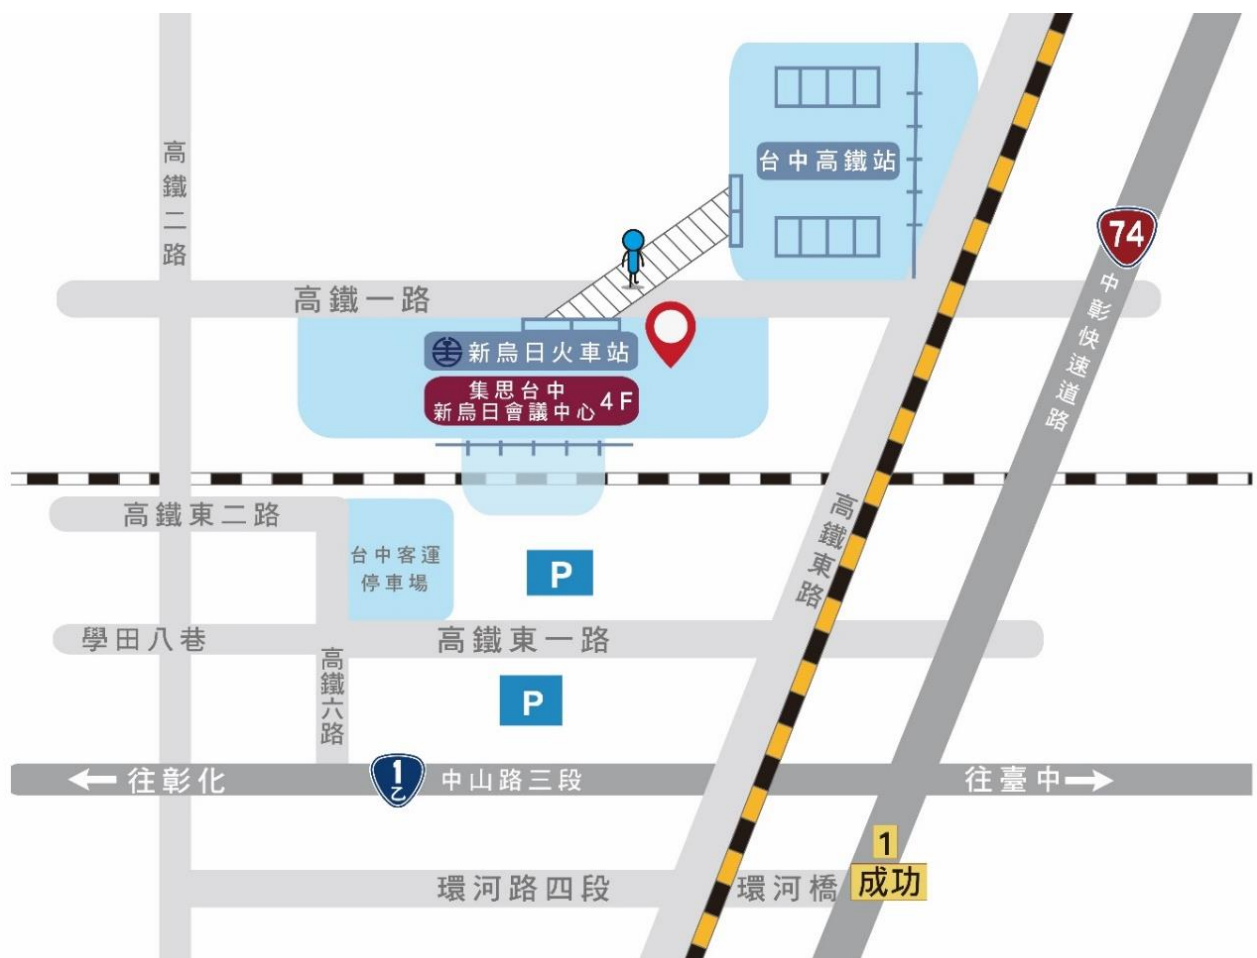 台中高鐵站
高鐵二路
74
中彰快速道路
高鐵一路
新烏日火車站
集思台中
新烏日會議中心 4F
高鐵東二路
高鐵東路
台中客運
停車場
P
學田八巷
高鐵東一路
高鐵六路
P
往彰化
1
乙
中山路三段
往臺中
1
成功
環河路四段
環河橋